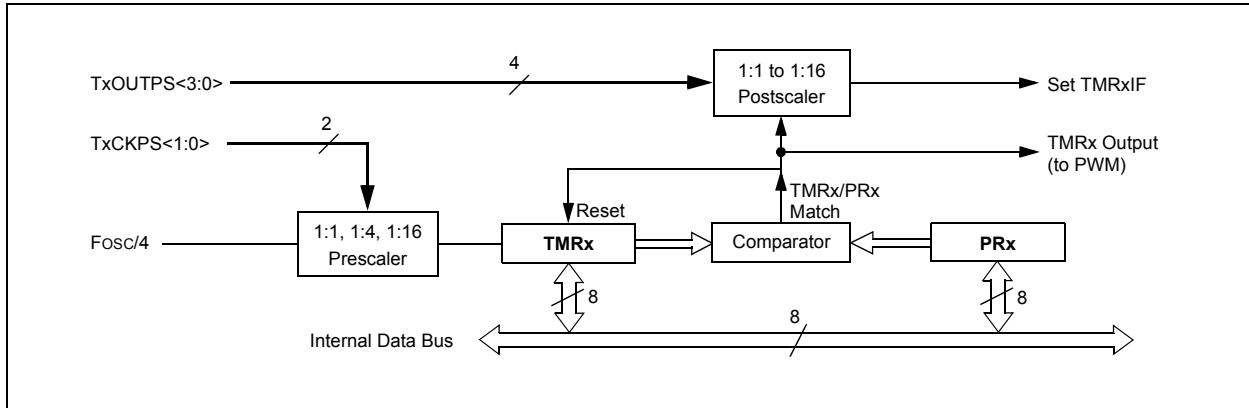 TxOUTPS<3:0>
4
1:1 to 1:16
Postscaler
Set TMRxIF
TxCKPS<1:0>
2
TMRx Output
(to PWM)
TMRx/PRx
Match
Reset
FOSC/4
1:1, 1:4, 1:16
Prescaler
TMRx
Comparator
PRx
8
8
8
Internal Data Bus